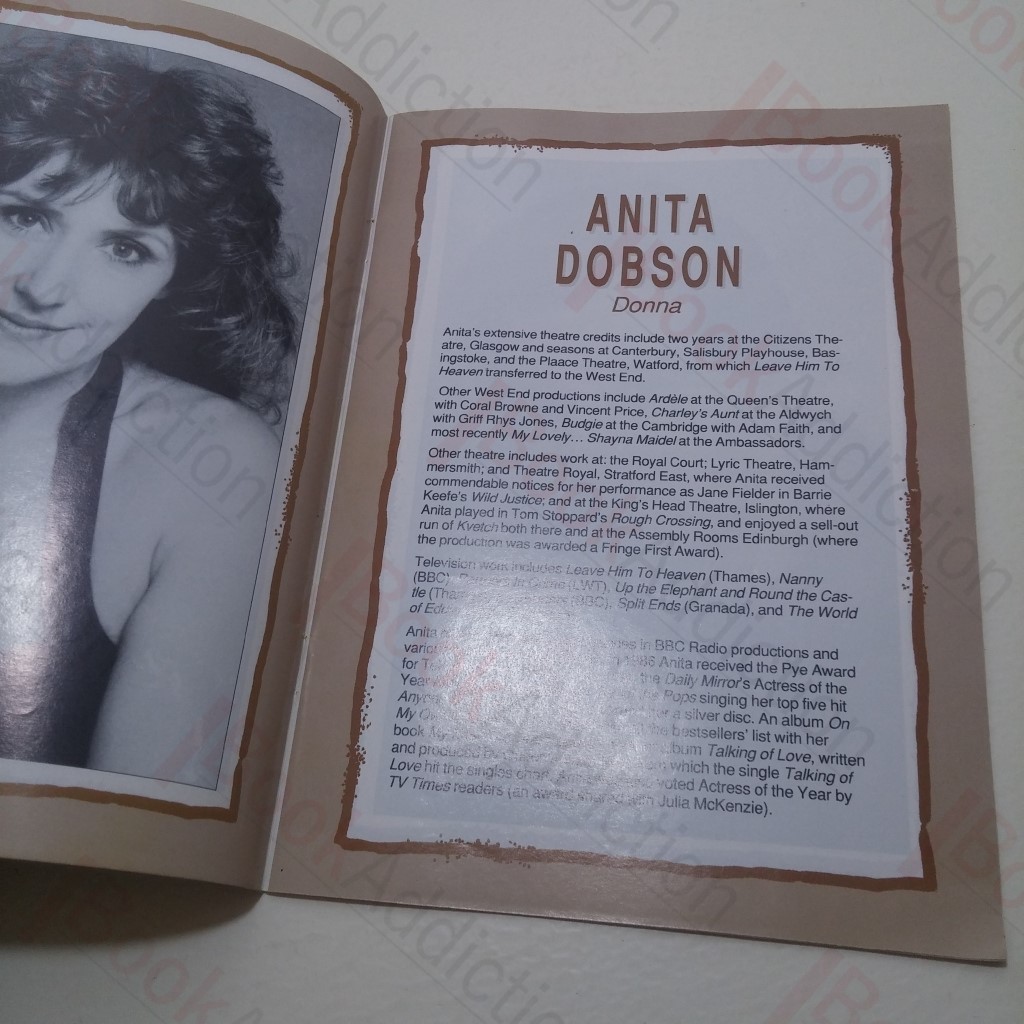 ANITA
DOBSON
Donna
Anita's extensive theatre credits include two years at the Citizens The-
atre, Glasgow and seasons at Canterbury, Salisbury Playhouse, Bas-
ingstoke, and the Plaace Theatre, Watford, from which Leave Him To
Heaven transferred to the West End.
Other West End productions include Ardèle at the Queen's Theatre,
with Coral Browne and Vincent Price, Charley's Aunt at the Aldwych
with Griff Rhys Jones, Budgie at the Cambridge with Adam Faith, and
most recently My Lovely... Shayna Maidel at the Ambassadors.
Other theatre includes work at: the Royal Court; Lyric Theatre, Ham-
mersmith; and Theatre Royal, Stratford East, where Anita received
commendable notices for her performance as Jane Fielder in Barrie
Keefe's Wild Justice; and at the King's Head Theatre, Islington, where
Anita played in Tom Stoppard's Rough Crossing, and enjoyed a sell-out
run of Kvetch both there and at the Assembly Rooms Edinburgh (where
the production was awarded a Fringe First Award).
Television work includes Leave Him To Heaven (Thames), Nanny
(BBC), (LWT), Up the Elephant and Round the Cas-
tle (BBC), Split Ends (Granada), and The World
of
Anita in BBC Radio productions and
1986 Anita received the Pye Award
for the Daily Mirror's Actress of the
Year Pops singing her top five hit
a silver disc. An album On
My bestsellers' list with her
book album Talking of Love, written
and produced which the single Talking of
Love hit the singles chart. voted Actress of the Year by
TV Times readers (an award shared with Julia McKenzie).
BookAddiction